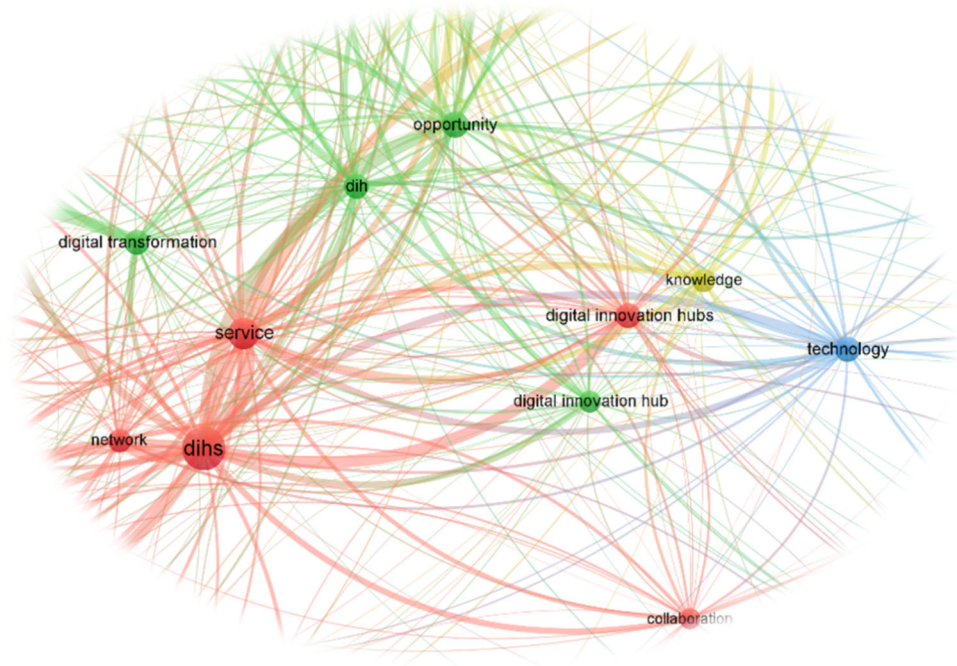 opportunity
dih
digital transformation
knowledge
digital innovation hubs
service
technology
digital innovation hub
network
dihs
collaboration